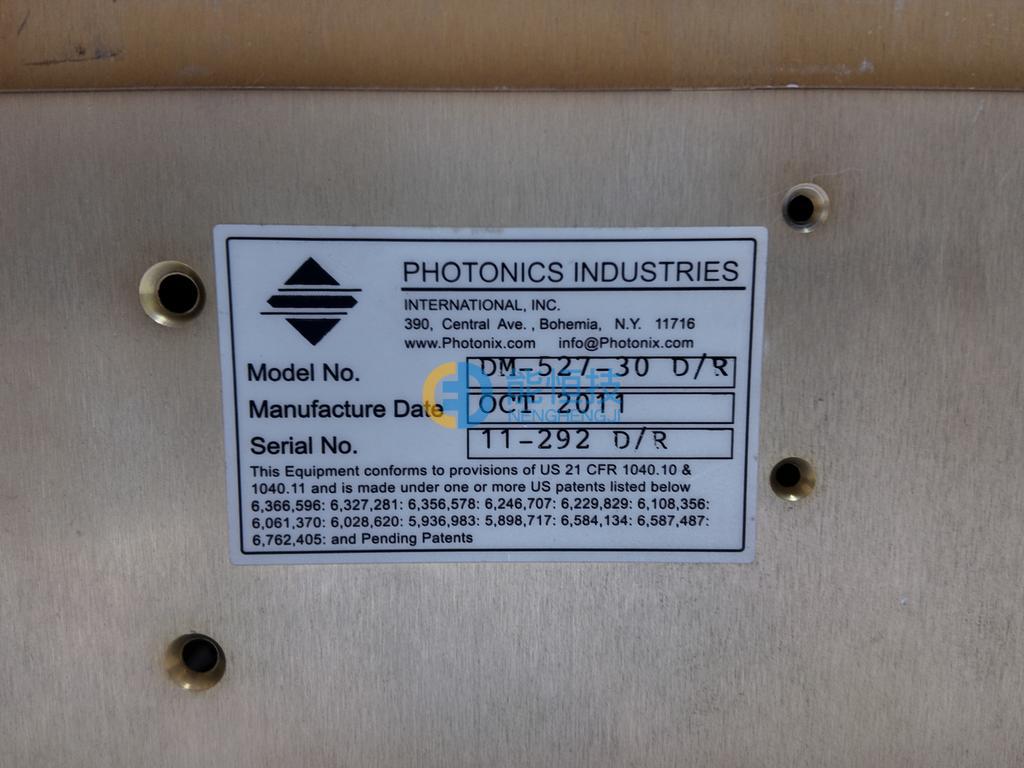 PHOTONICS INDUSTRIES
INTERNATIONAL, INC.
390, Central Ave., Bohemia, N.Y. 11716
www.Photonix.com info@Photonix.com
Model No. DM-527-30 D/R
Manufacture Date OCT 2011
Serial No. 11-292 D/R
This Equipment conforms to provisions of US 21 CFR 1040.10 &
1040.11 and is made under one or more US patents listed below
6,366,596: 6,327,281: 6,356,578: 6,246,707: 6,229,829: 6,108,356:
6,061,370: 6,028,620: 5,936,983: 5,898,717: 6,584,134: 6,587,487:
6,762,405: and Pending Patents
能恒技
NENGHENGJI